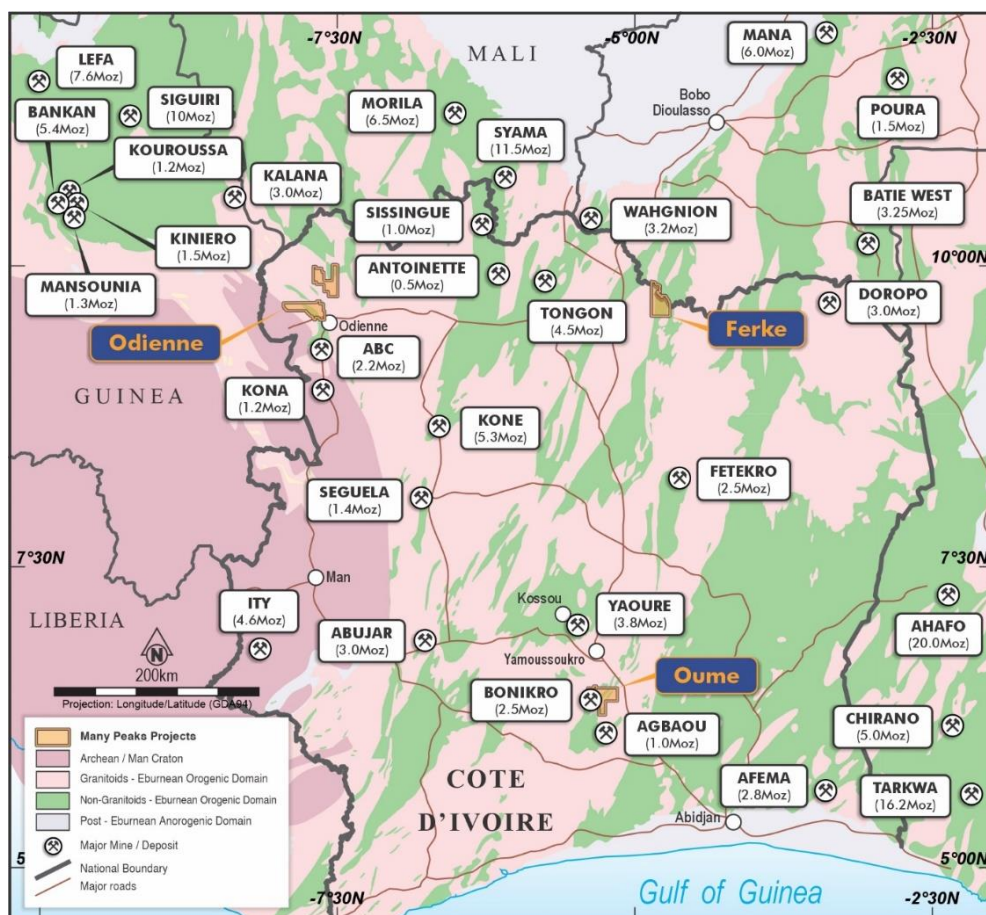 -7°30N
-5°00N
-2°30N
MALI
MANA
(6.0Moz)
LEFA
(7.6Moz)
BANKAN
(5.4Moz)
SIGUIRI
(10Moz)
MORILA
(6.5Moz)
Bobo
Dioulasso
POURA
(1.5Moz)
KOUROUSSA
(1.2Moz)
SYAMA
(11.5Moz)
KALANA
(3.0Moz)
BATIE WEST
(3.25Moz)
SISSINGUE
(1.0Moz)
WAHGNION
(3.2Moz)
KINIERO
(1.5Moz)
10°00N
MANSOUNIA
(1.3Moz)
ANTOINETTE
(0.5Moz)
TONGON
(4.5Moz)
DOROPO
(3.0Moz)
Odienne
Odienne
Ferke
ABC
(2.2Moz)
GUINEA
KONA
(1.2Moz)
KONE
(5.3Moz)
FETEKRO
(2.5Moz)
SEGUELA
(1.4Moz)
7°30N
7°30N
Man
LIBERIA
ITY
(4.6Moz)
Kossou
YAOURE
(3.8Moz)
AHAFO
(20.0Moz)
ABUJAR
(3.0Moz)
Yamoussoukro
N
200km
Projection: Longitude/Latitude (GDA94)
Oume
BONIKRO
(2.5Moz)
AGBAOU
(1.0Moz)
CHIRANO
(5.0Moz)
COTE
D'IVOIRE
AFEMA
(2.8Moz)
TARKWA
(16.2Moz)
Abidjan
Many Peaks Projects
Archean / Man Craton
Granitoids - Eburnean Orogenic Domain
Non-Granitoids - Eburnean Orogenic Domain
Post - Eburnean Anorogenic Domain
Major Mine / Deposit
National Boundary
Major roads
5°00N
Gulf of Guinea
-7°30N
-5°00N
-2°30N